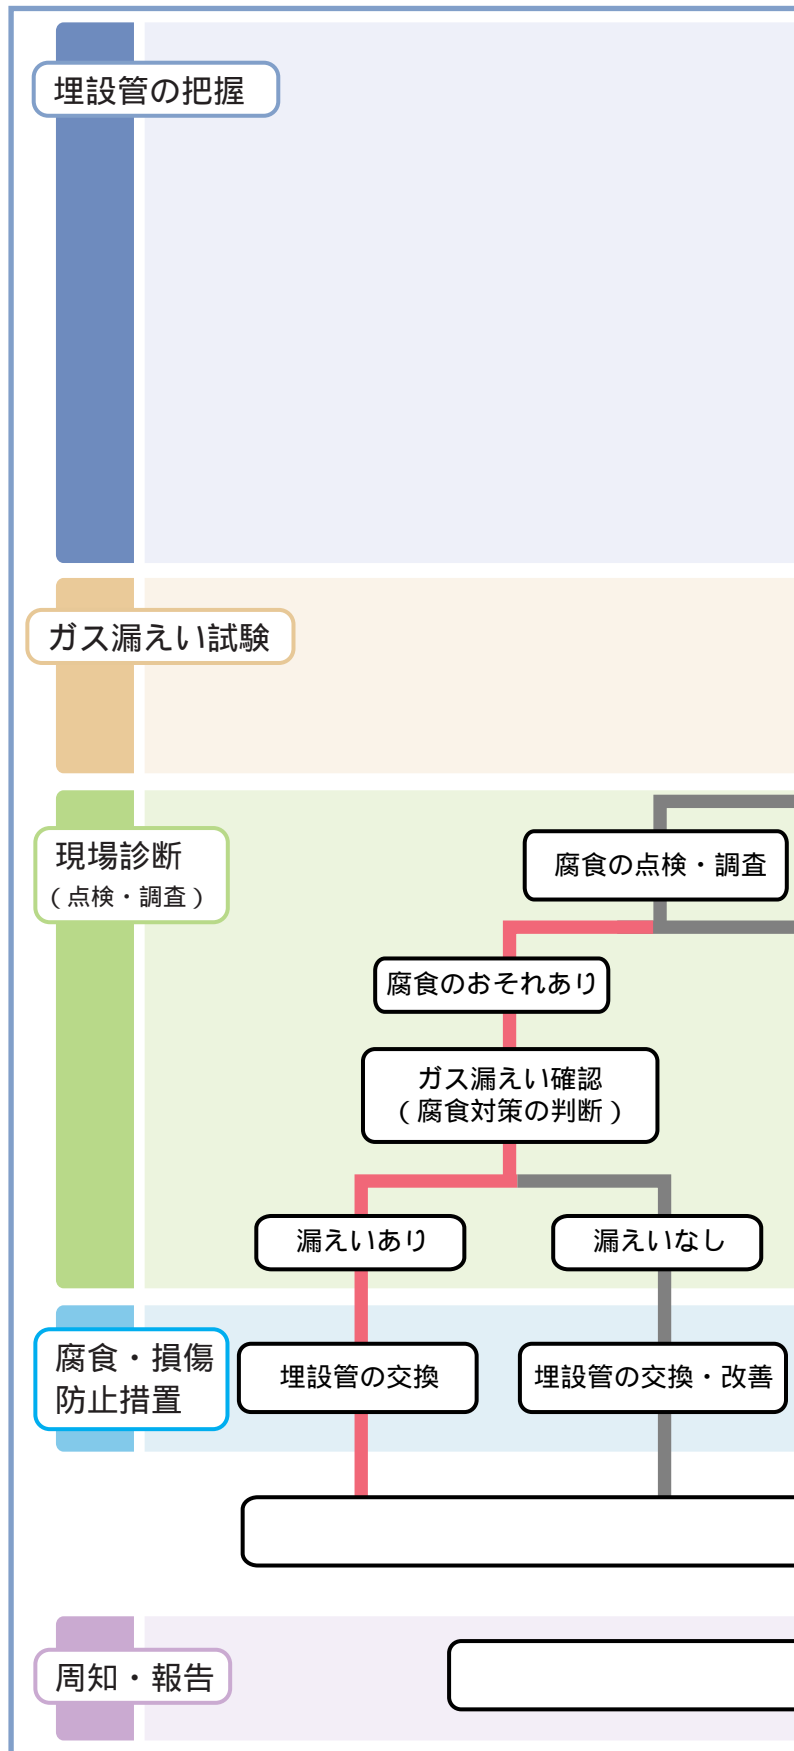 埋設管の把握
ガス漏えい試験
現場診断
（点検・調査）
腐食の点検・調査
腐食のおそれあり
ガス漏えい確認
（腐食対策の判断）
漏えいあり
漏えいなし
腐食・損傷
防止措置
埋設管の交換
埋設管の交換・改善
周知・報告